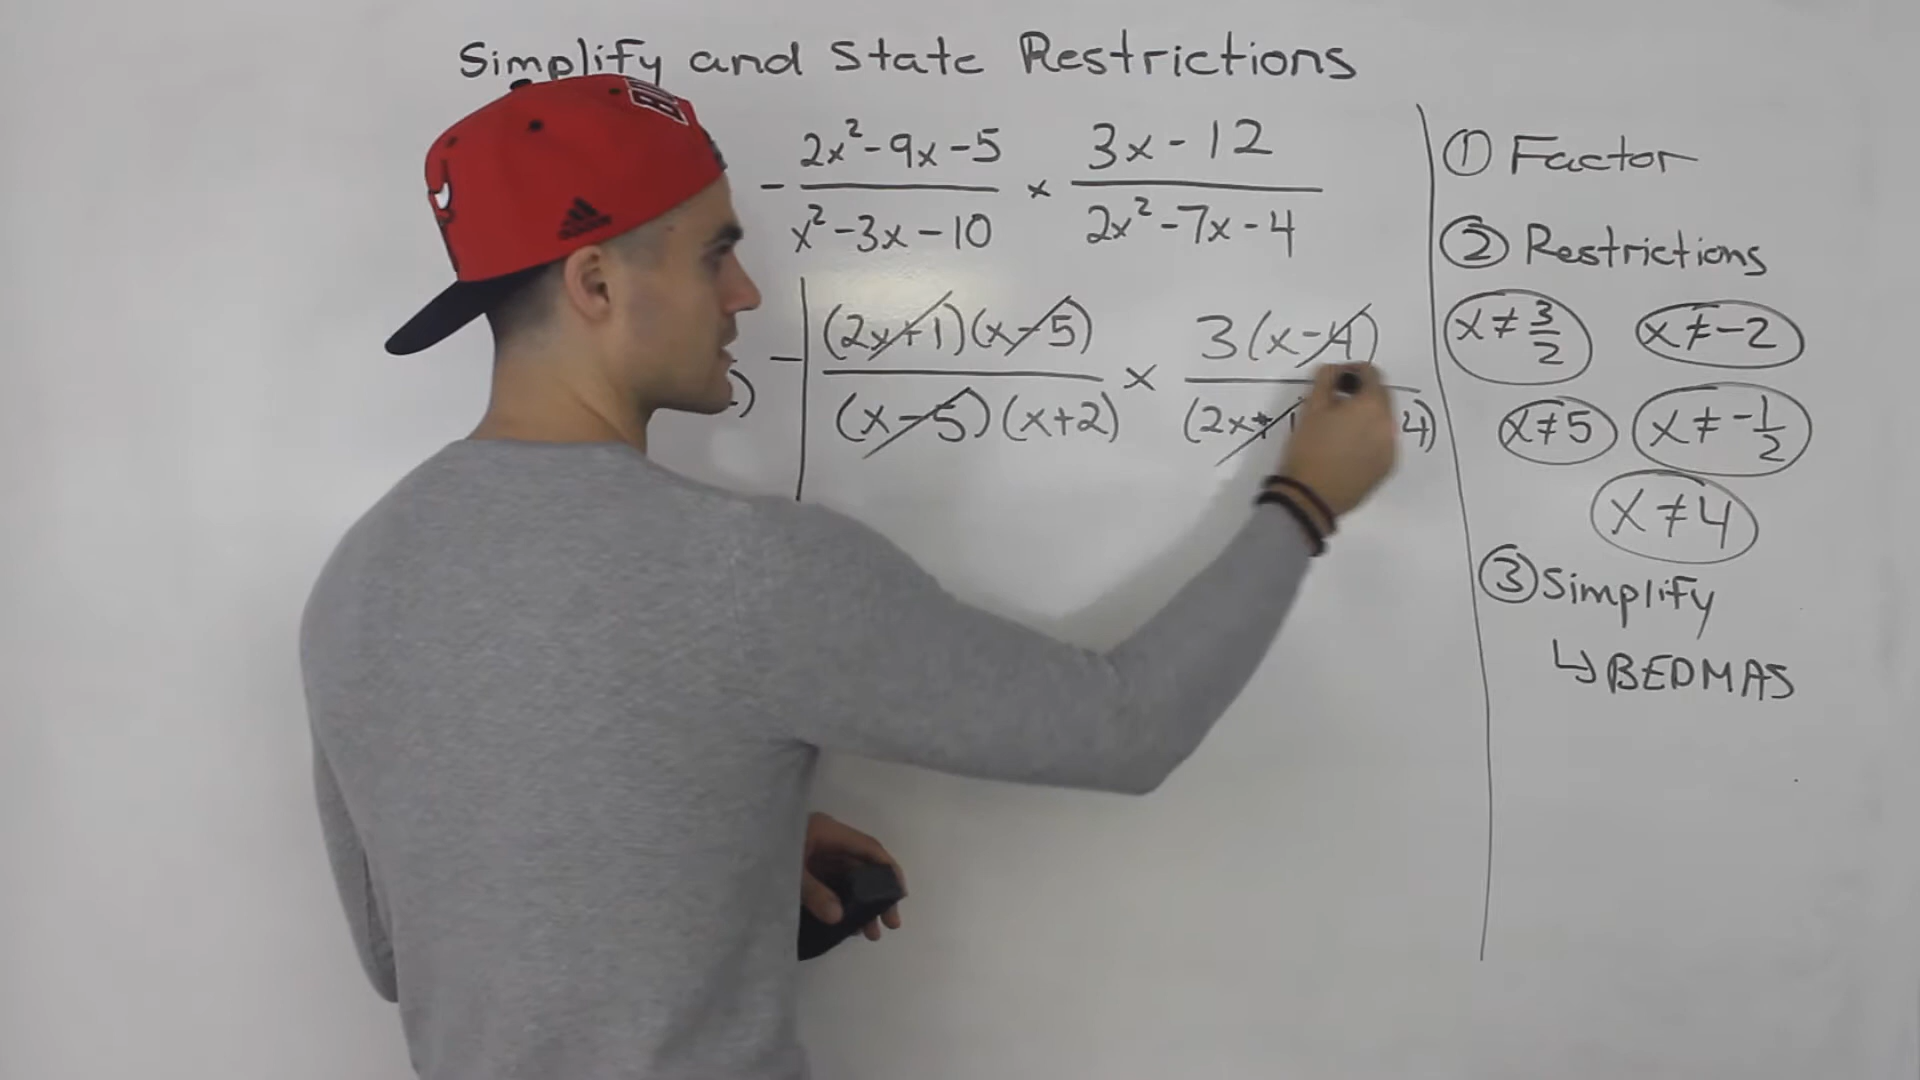 Simplify and State Restrictions
- (2x²-9x-5)/(x²-3x-10) × (3x-12)/(2x²-7x-4)
- ((2x+1)(x-5))/((x-5)(x+2)) × (3(x-4))/((2x+1 4)
① Factor
② Restrictions
x≠3/2 x≠-2
x≠5 x≠-1/2
x≠4
③ Simplify
↳ BEDMAS